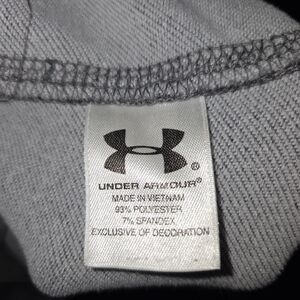 ®
UNDER ARMOUR®
MADE IN VIETNAM
93% POLYESTER
7% SPANDEX
EXCLUSIVE OF DECORATION